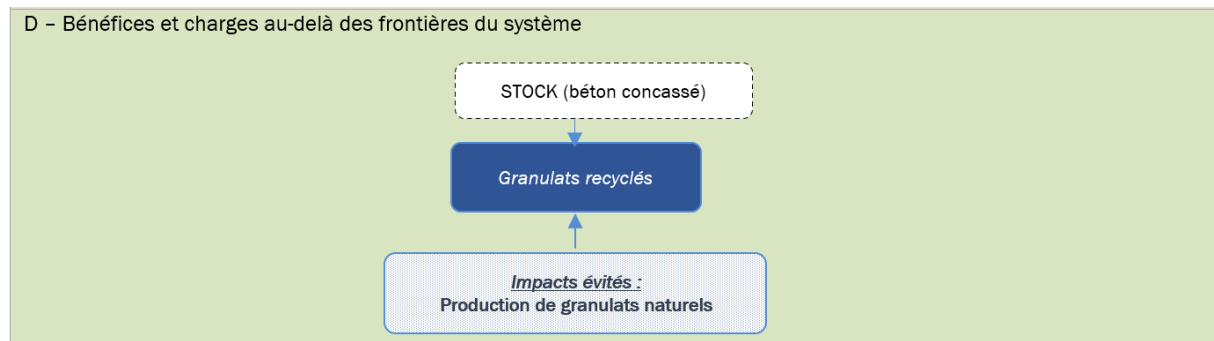 D – Bénéfices et charges au-delà des frontières du système
STOCK (béton concassé)
Granulats recyclés
Impacts évités :
Production de granulats naturels